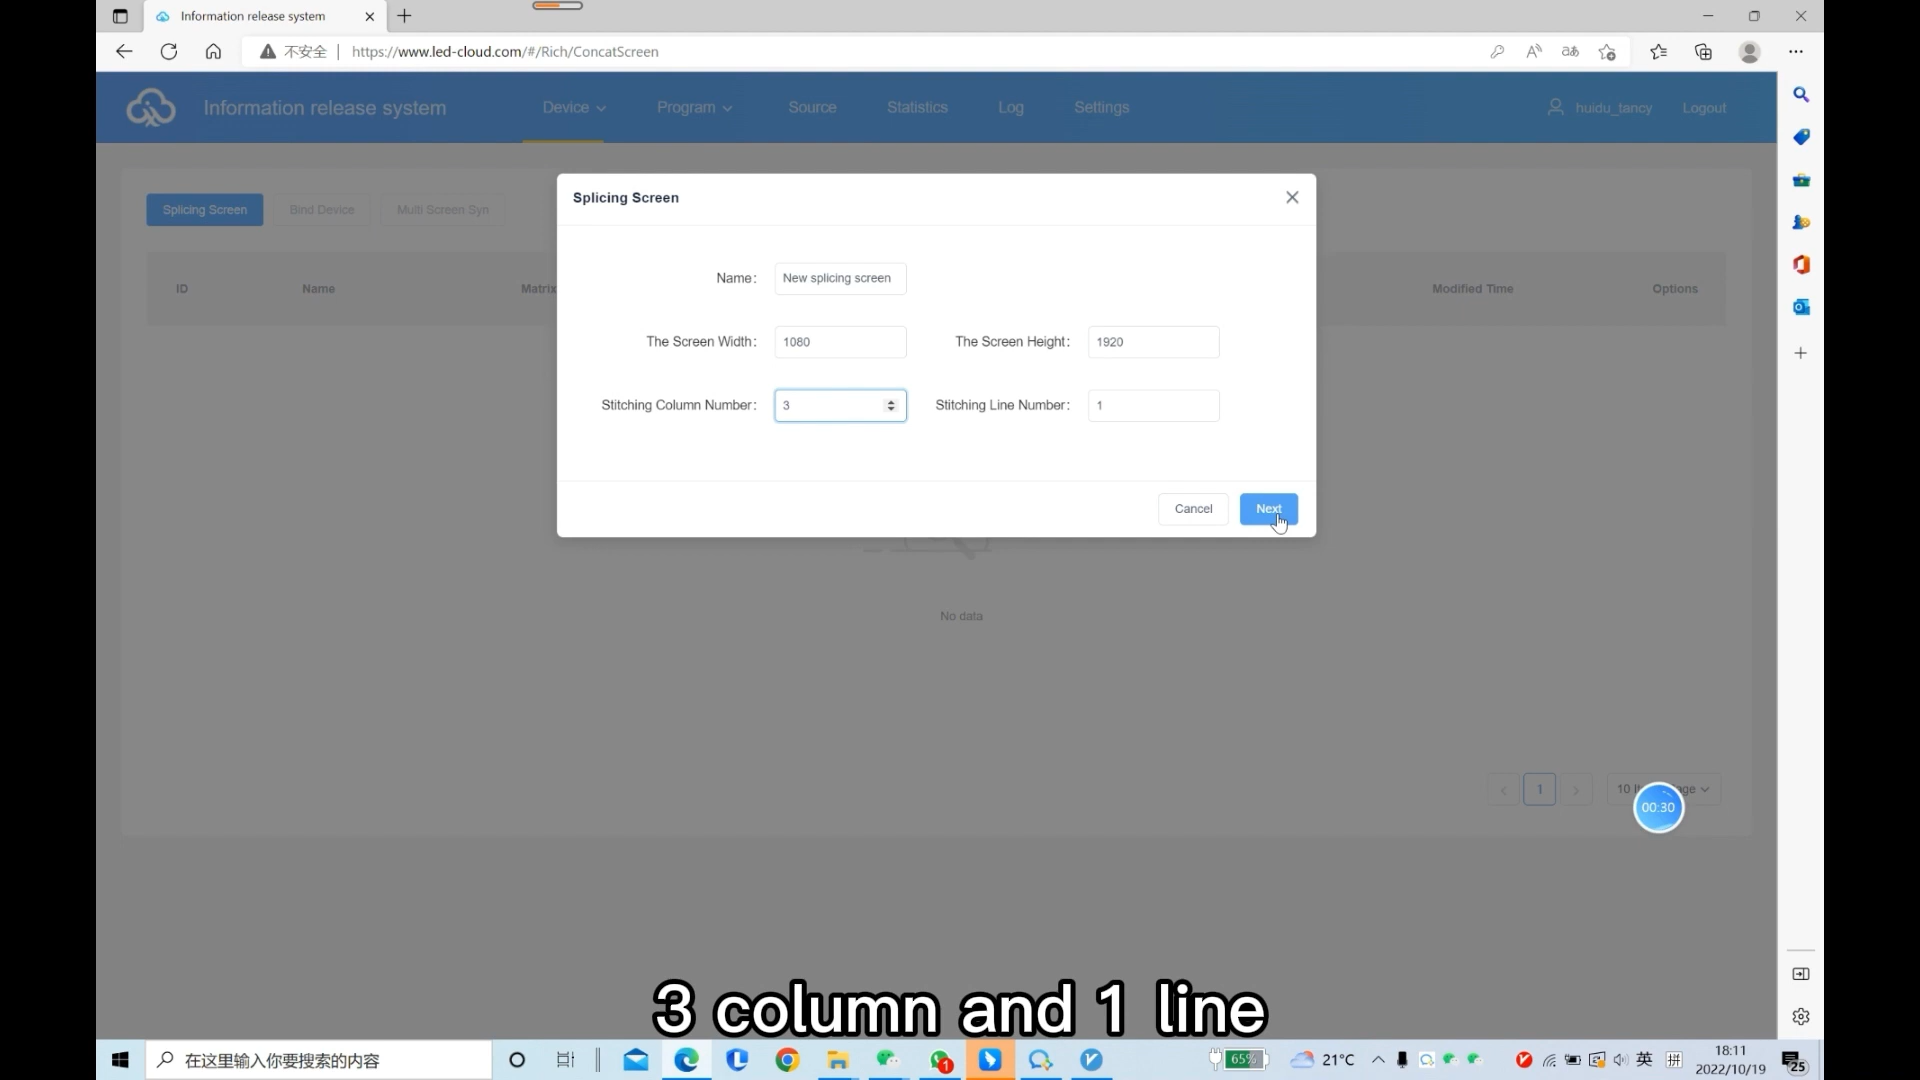 Information release system
不安全 | https://www.led-cloud.com/#/Rich/ConcatScreen
Information release system
Device Program Source Statistics Log Settings huidu_tancy Logout
Splicing Screen Bind Device Multi Screen Syn
ID Name Matrix Modified Time Options
Splicing Screen
Name: New splicing screen
The Screen Width: 1080 The Screen Height: 1920
Stitching Column Number: 3 Stitching Line Number: 1
Cancel Next
No data
1 10
00:30
3 column and 1 line
在这里输入你要搜索的内容
1
65% 21°C 英 拼 18:11
2022/10/19 25